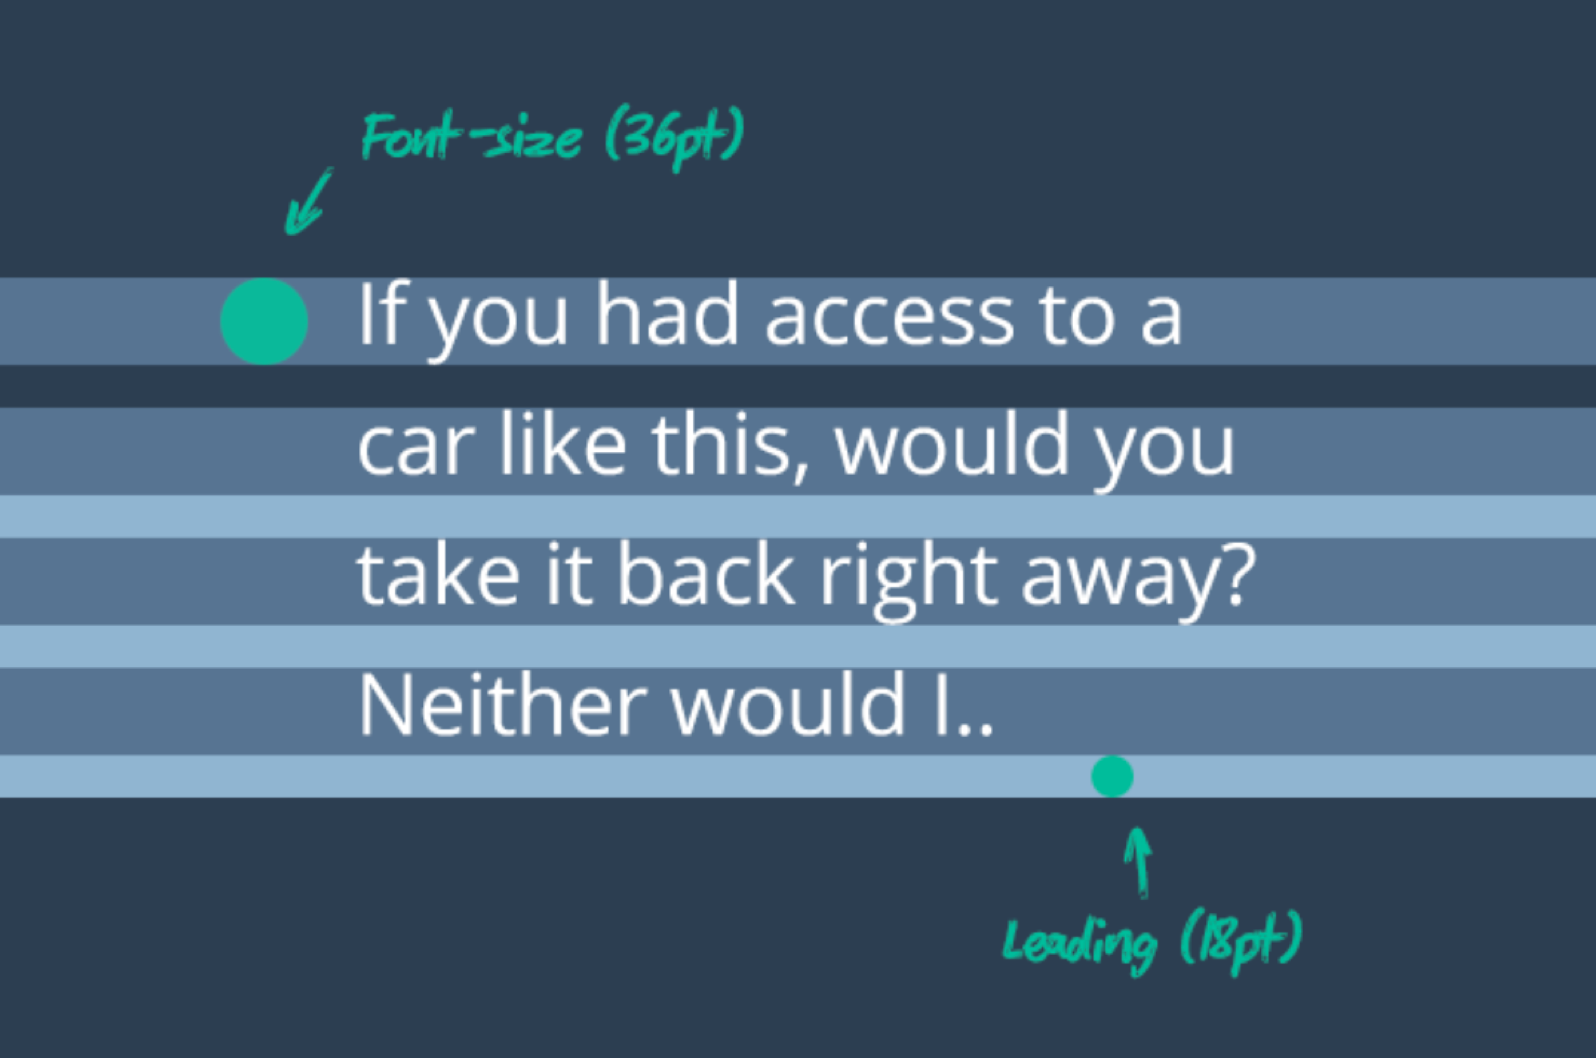 Font-size (36pt)
If you had access to a
car like this, would you
take it back right away?
Neither would I..
Leading (18pt)